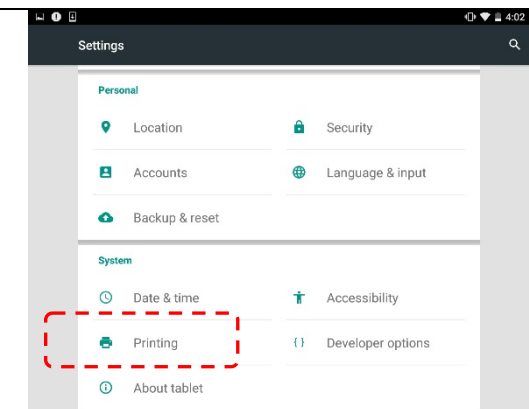 4:02
Settings
Personal
Location Security
Accounts Language & input
Backup & reset
System
Date & time Accessibility
Printing { } Developer options
About tablet